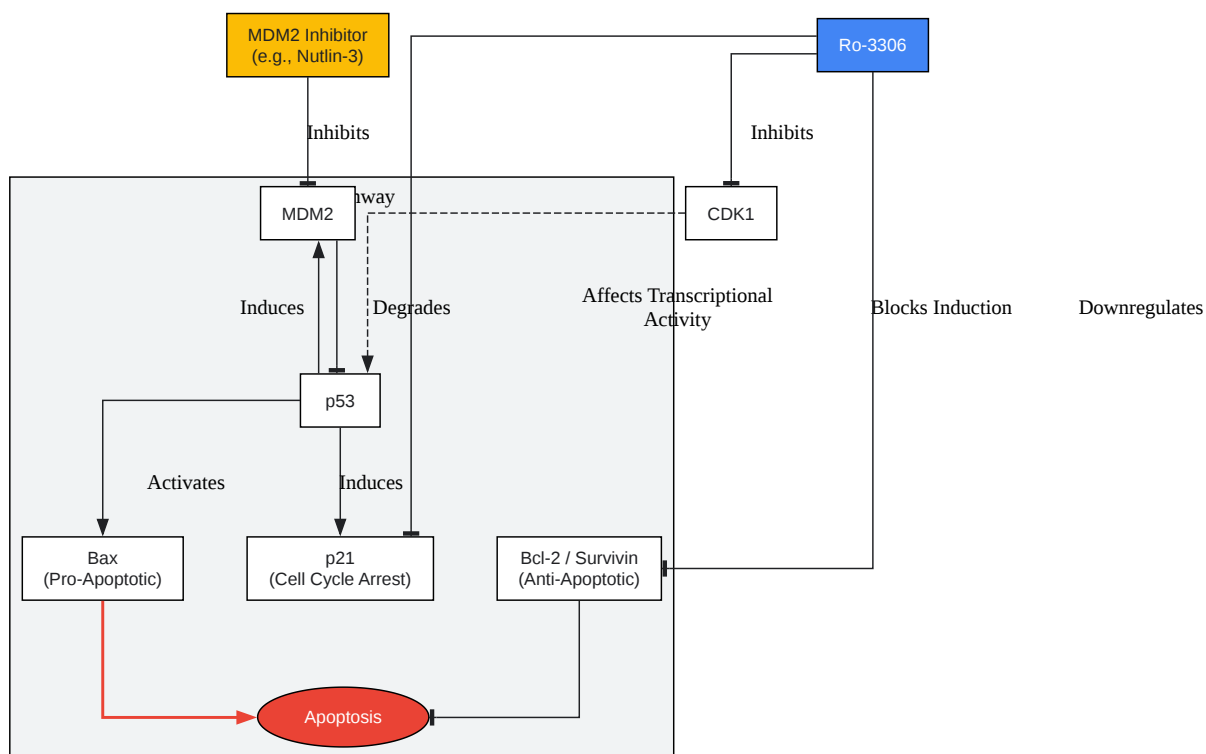 MDM2 Inhibitor
(e.g., Nutlin-3)
Ro-3306
Inhibits
Inhibits
MDM2
CDK1
Induces
Degrades
Affects Transcriptional
Activity
Blocks Induction
Downregulates
p53
Activates
Induces
Bax
(Pro-Apoptotic)
p21
(Cell Cycle Arrest)
Bcl-2 / Survivin
(Anti-Apoptotic)
Apoptosis